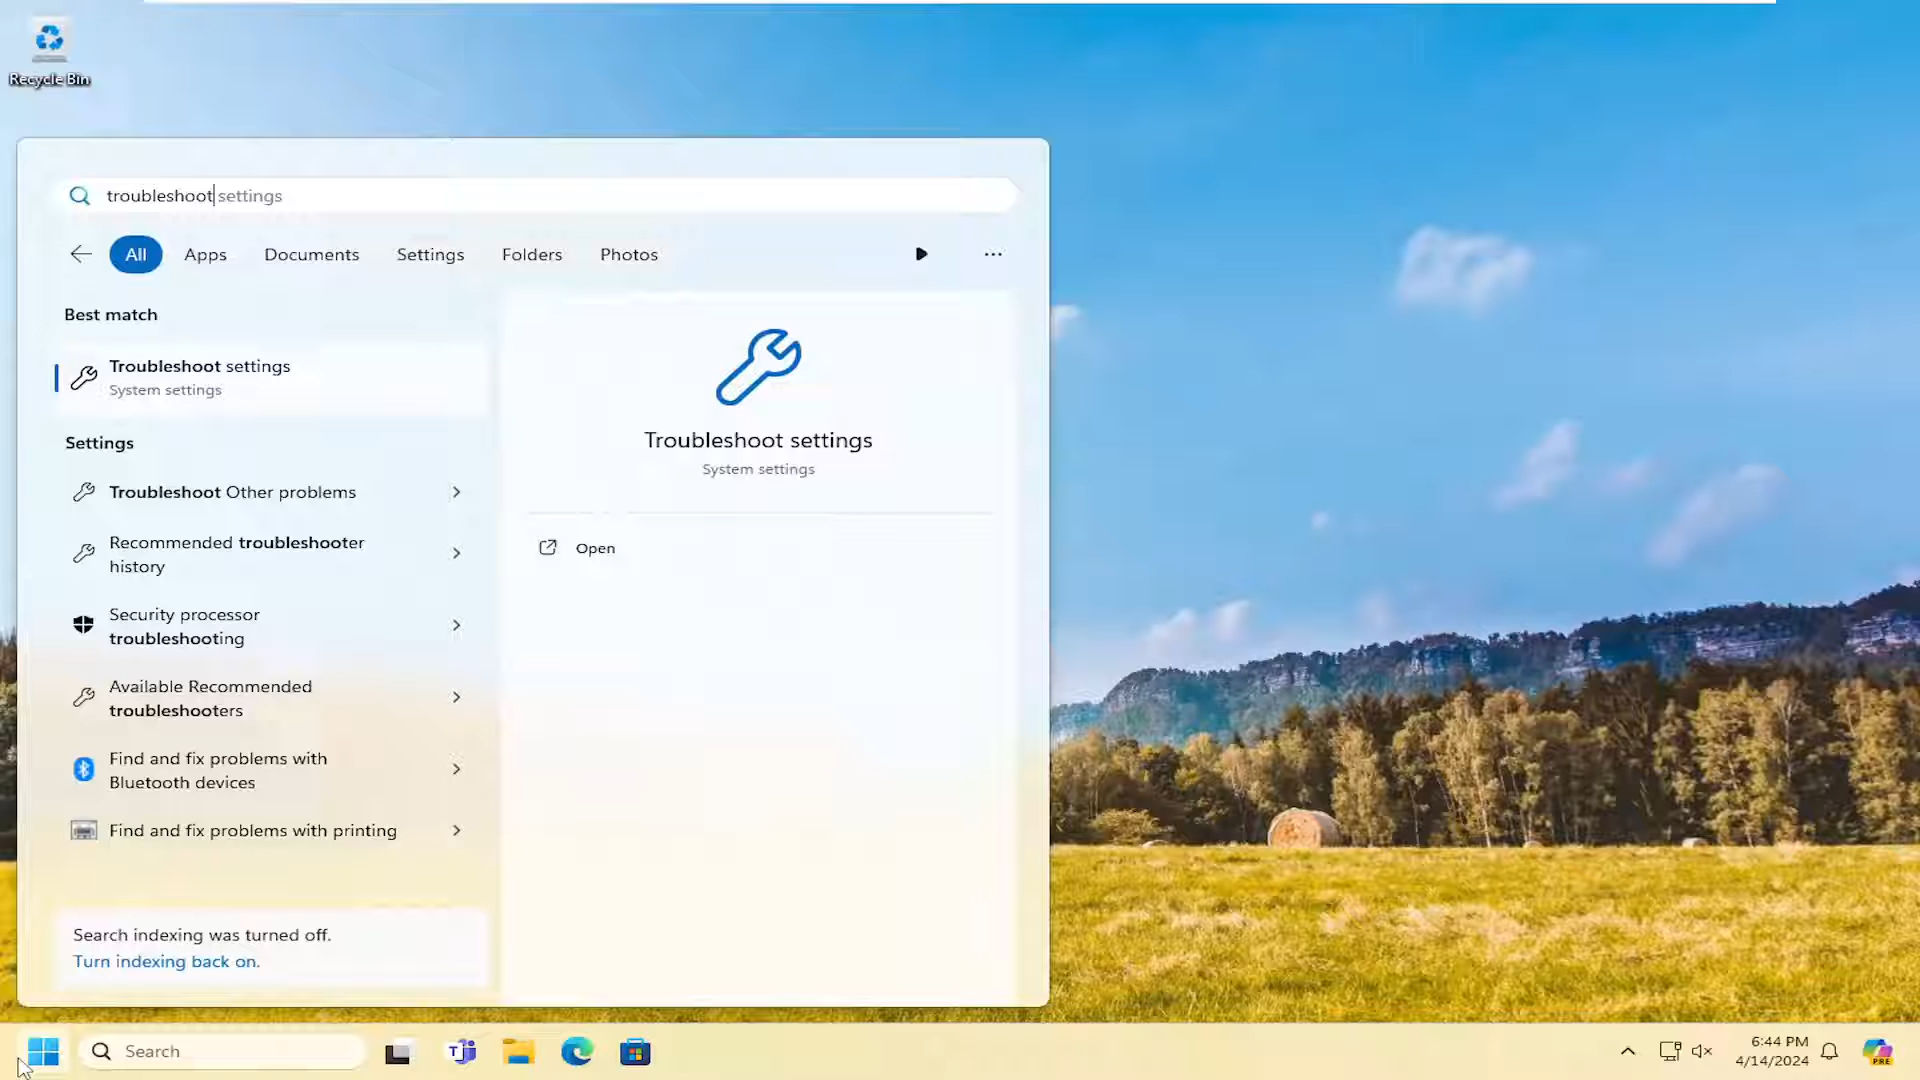 Recycle Bin
troubleshoot settings
All Apps Documents Settings Folders Photos
Best match
Troubleshoot settings
System settings
Settings
Troubleshoot Other problems
Recommended troubleshooter
history
Security processor
troubleshooting
Available Recommended
troubleshooters
Find and fix problems with
Bluetooth devices
Find and fix problems with printing
Search indexing was turned off.
Turn indexing back on.
Troubleshoot settings
System settings
Open
Search
6:44 PM
4/14/2024
PRE